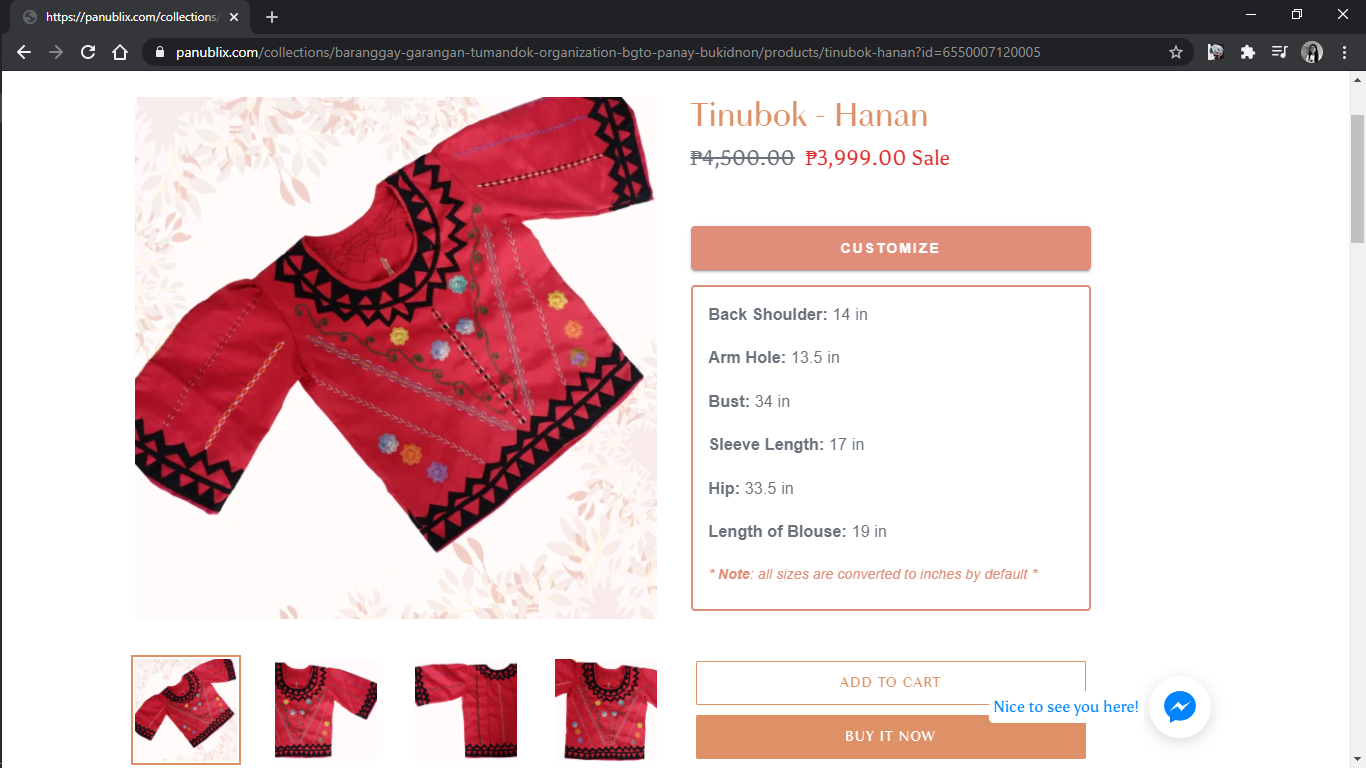 https://panublix.com/collections/
panublix.com/collections/baranggay-garangan-tumandok-organization-bgto-panay-bukidnon/products/tinubok-hanan?id=6550007120005
Tinubok - Hanan
₱4,500.00 ₱3,999.00 Sale
CUSTOMIZE
Back Shoulder: 14 in
Arm Hole: 13.5 in
Bust: 34 in
Sleeve Length: 17 in
Hip: 33.5 in
Length of Blouse: 19 in
* Note: all sizes are converted to inches by default *
ADD TO CART
Nice to see you here!
BUY IT NOW